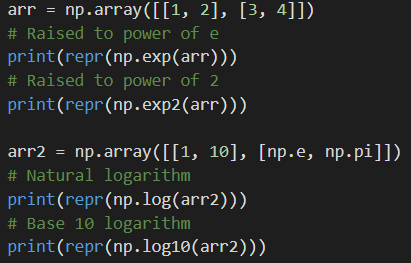 arr = np.array([[1, 2], [3, 4]])
# Raised to power of e
print(repr(np.exp(arr)))
# Raised to power of 2
print(repr(np.exp2(arr)))

arr2 = np.array([[1, 10], [np.e, np.pi]])
# Natural logarithm
print(repr(np.log(arr2)))
# Base 10 logarithm
print(repr(np.log10(arr2)))